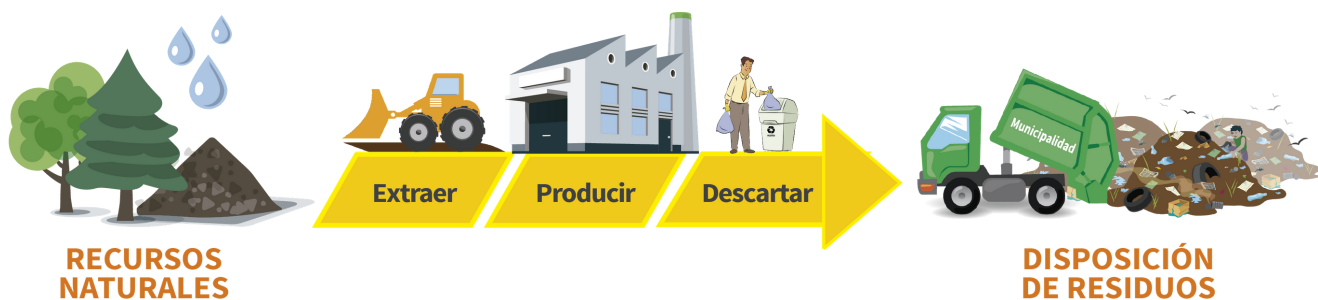 Extraer
Producir
Descartar
Municipalidad
RECURSOS
NATURALES
DISPOSICIÓN
DE RESIDUOS